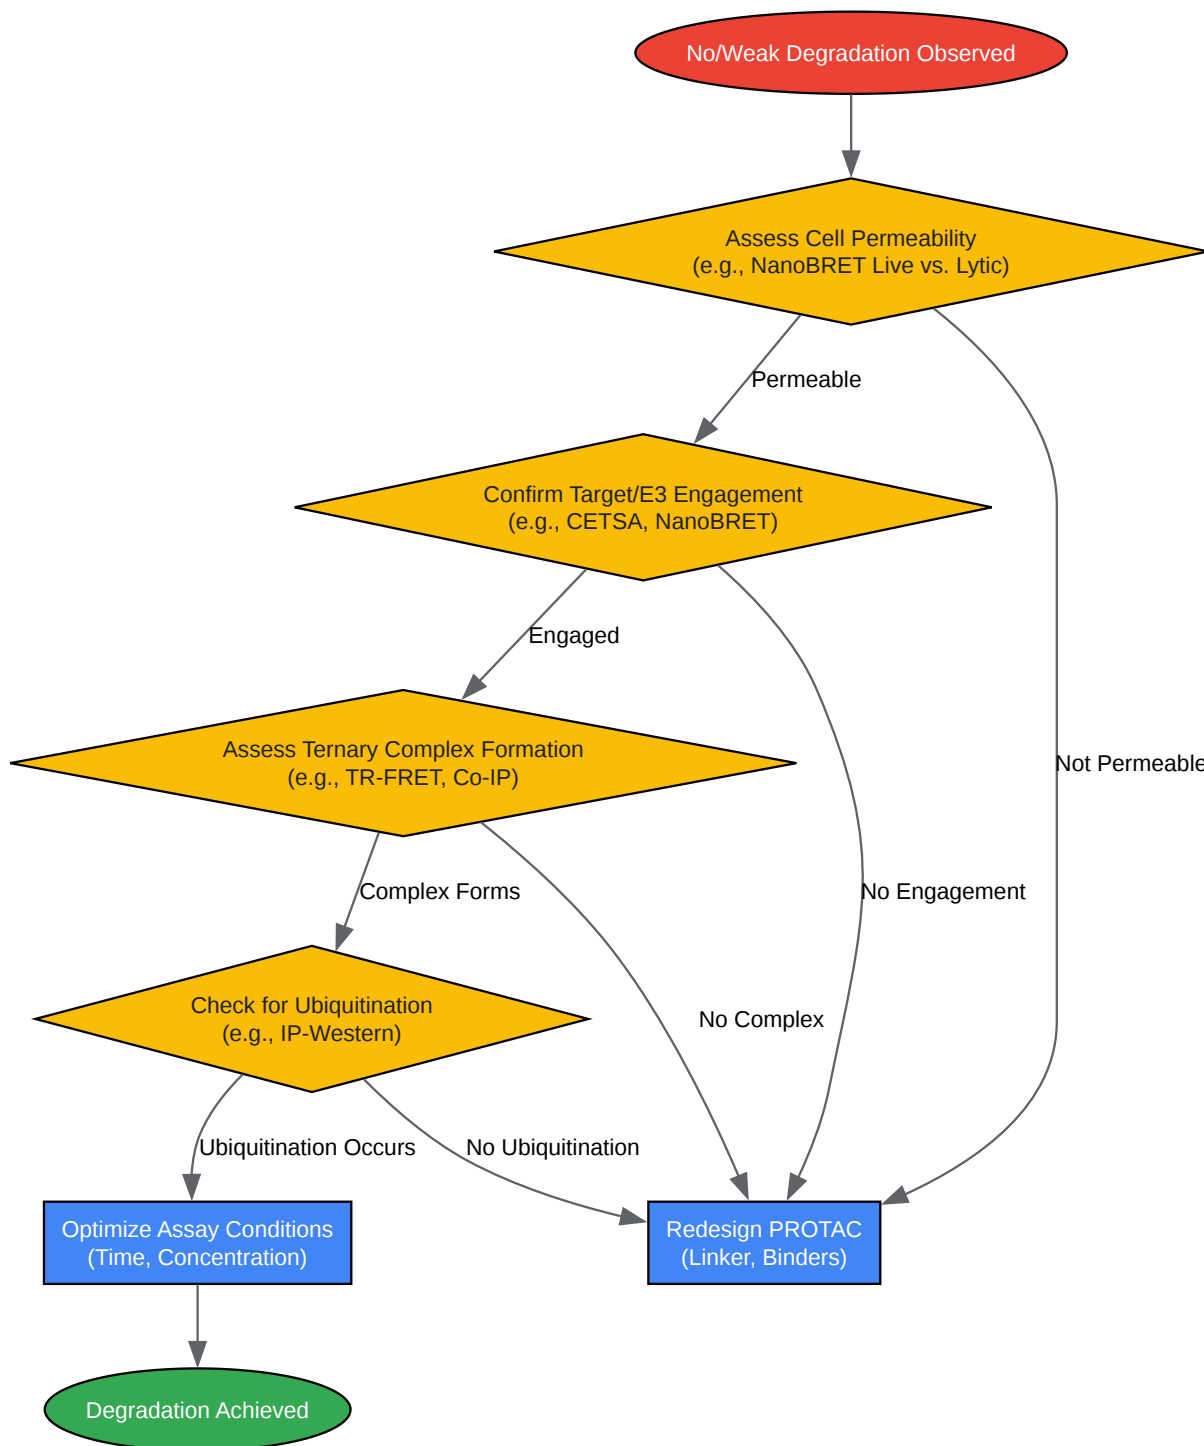 No/Weak Degradation Observed
Assess Cell Permeability
(e.g., NanoBRET Live vs. Lytic)
Permeable
Confirm Target/E3 Engagement
(e.g., CETSA, NanoBRET)
Engaged
Assess Ternary Complex Formation
(e.g., TR-FRET, Co-IP)
Not Permeable
Complex Forms
No Engagement
Check for Ubiquitination
(e.g., IP-Western)
No Complex
Ubiquitination Occurs
No Ubiquitination
Optimize Assay Conditions
(Time, Concentration)
Redesign PROTAC
(Linker, Binders)
Degradation Achieved